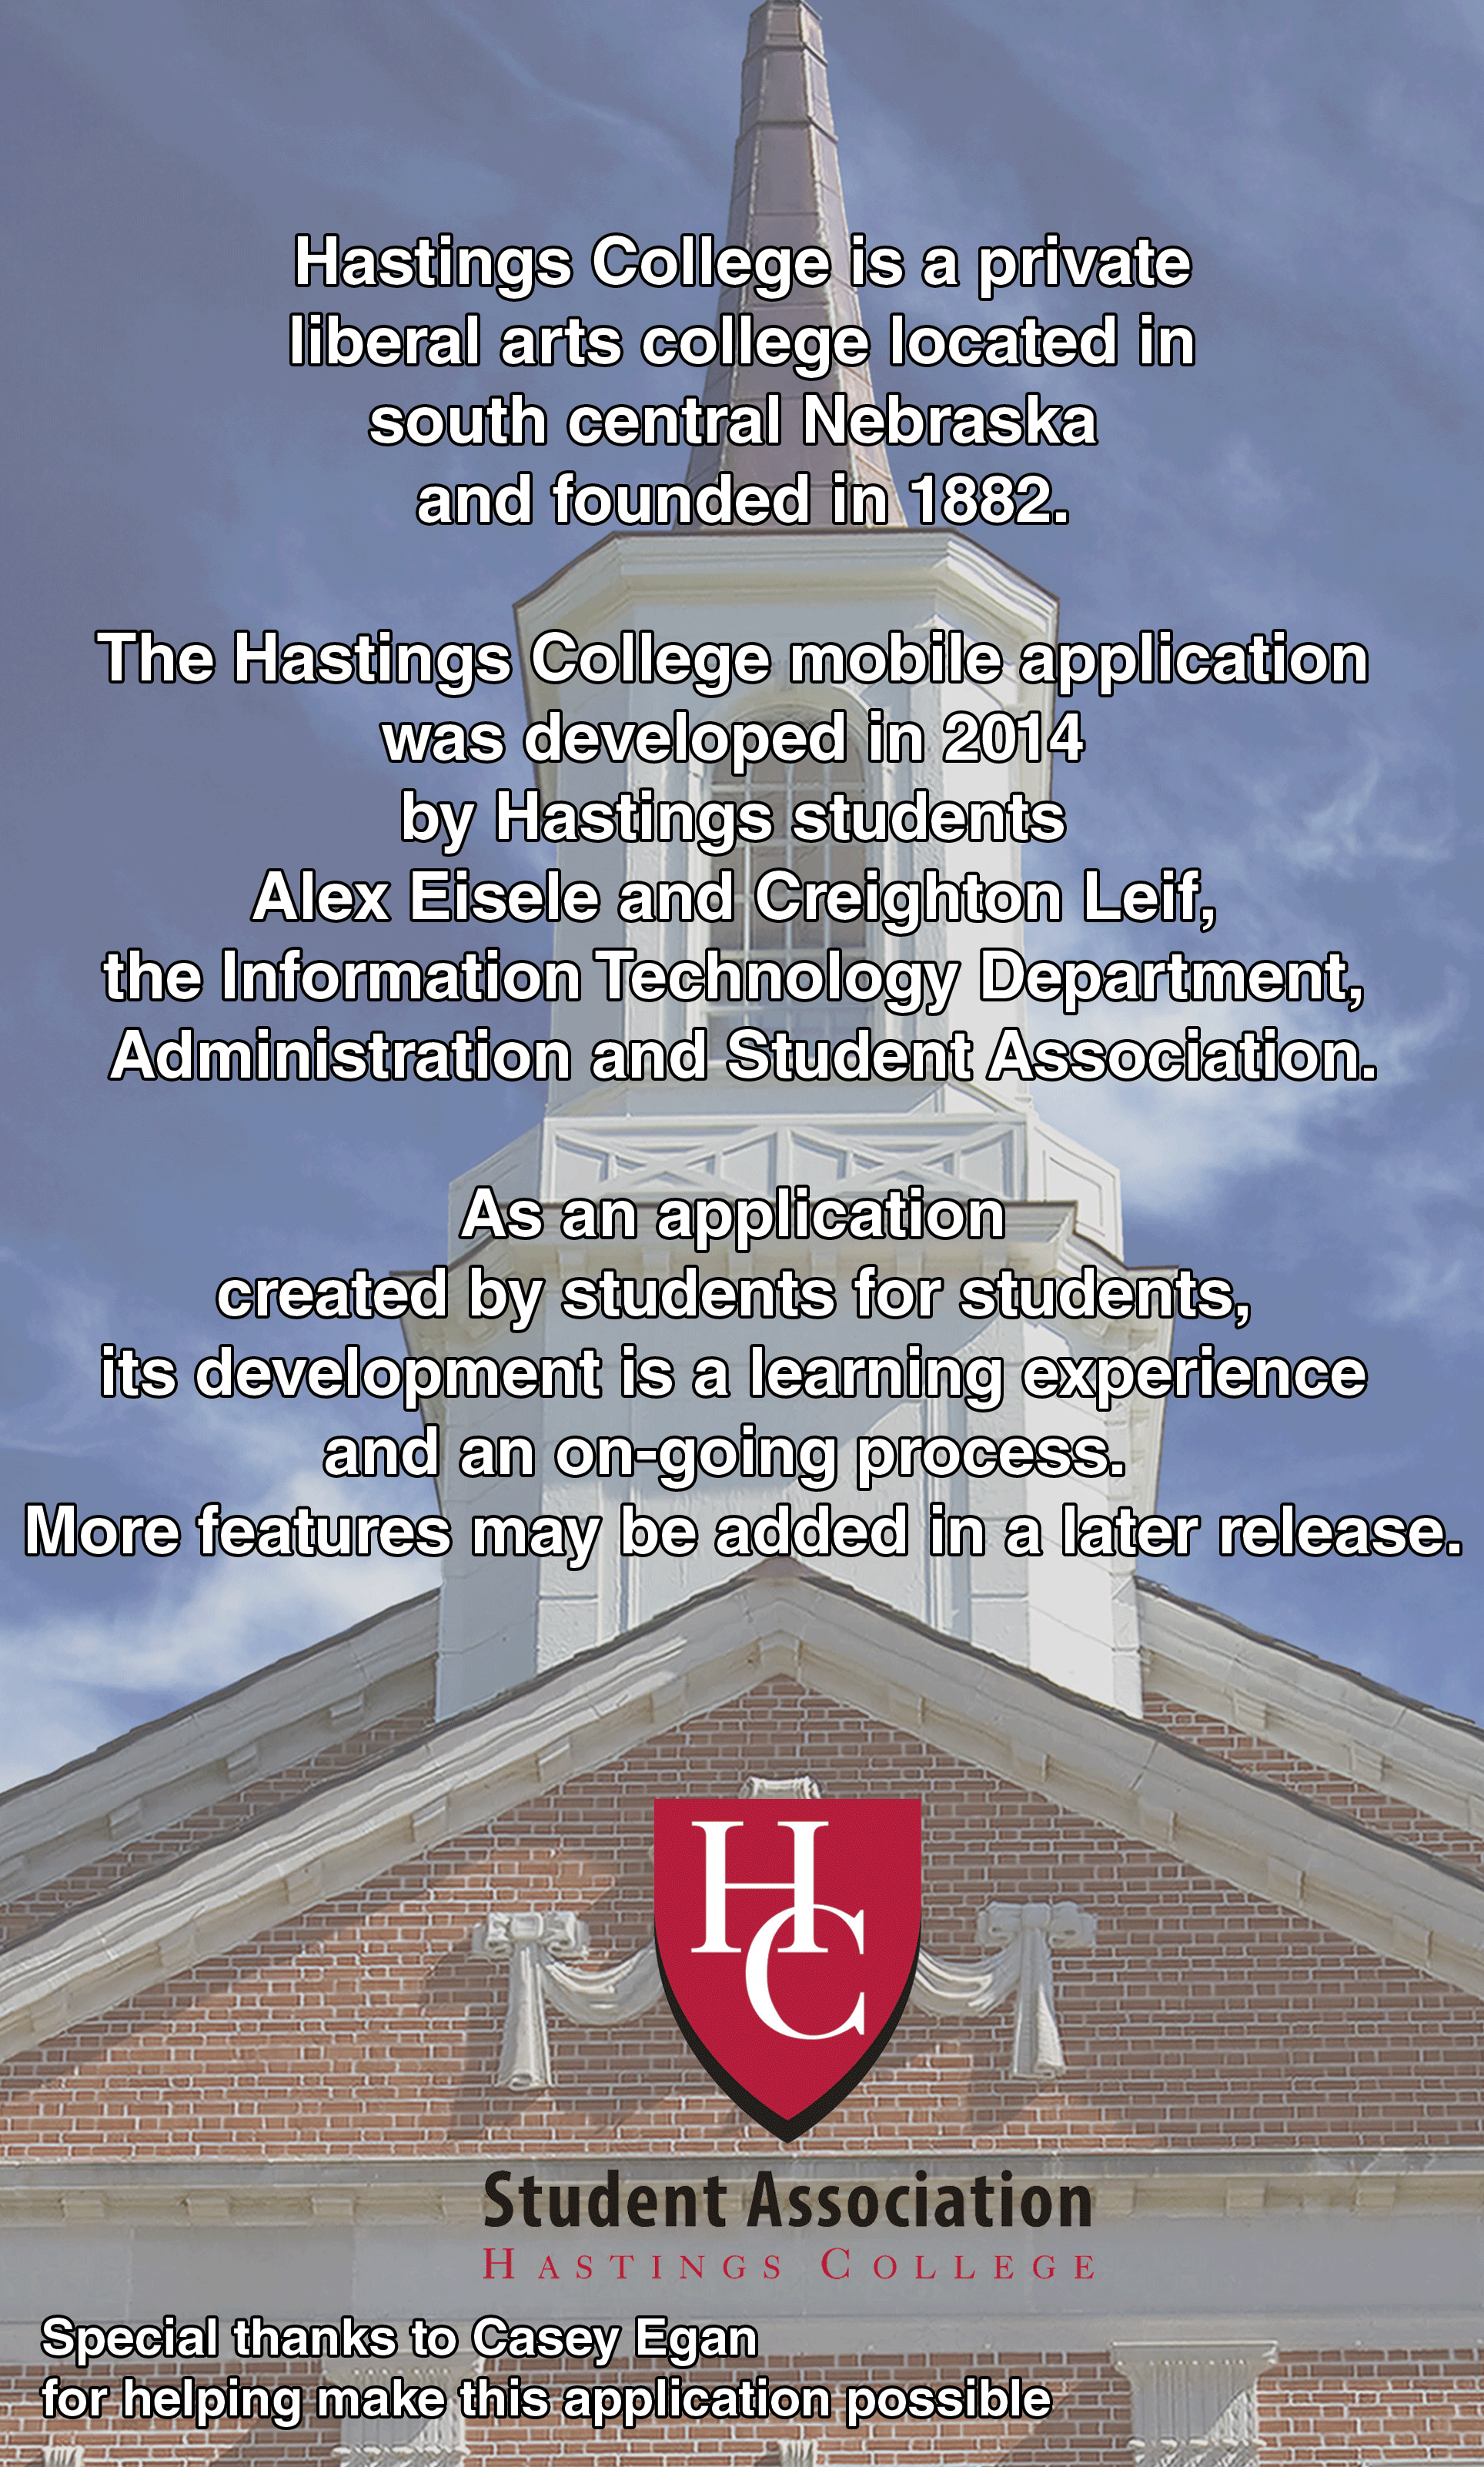 Hastings College is a private
liberal arts college located in
south central Nebraska
and founded in 1882.
The Hastings College mobile application
was developed in 2014
by Hastings students
Alex Eisele and Creighton Leif,
the Information Technology Department,
Administration and Student Association.
As an application
created by students for students,
its development is a learning experience
and an on-going process.
More features may be added in a later release.
HC
Student Association
HASTINGS COLLEGE
Special thanks to Casey Egan
for helping make this application possible